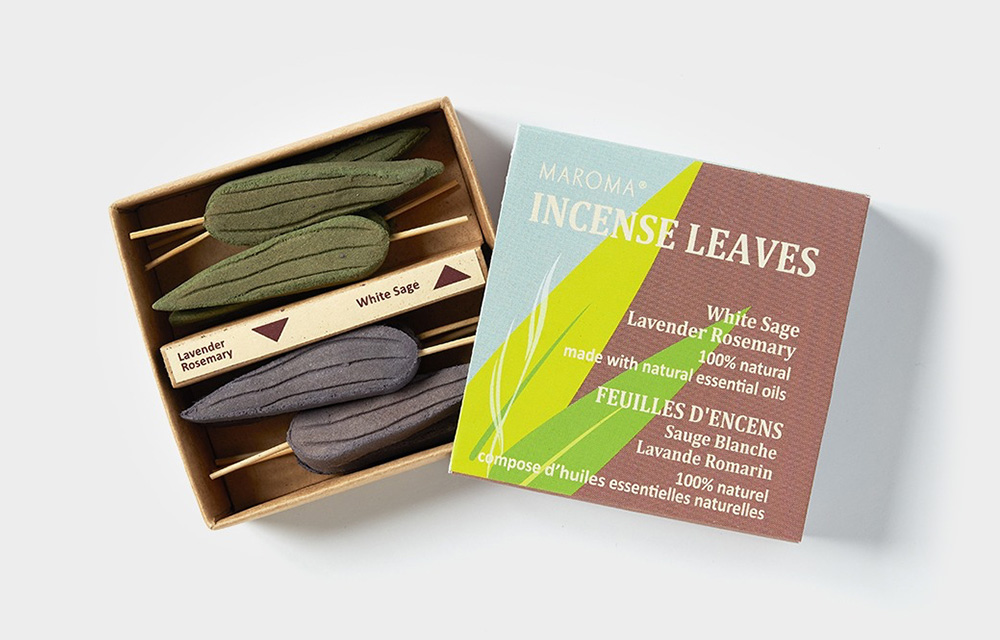 MAROMA®
INCENSE LEAVES
White Sage
Lavender Rosemary
100% natural
made with natural essential oils
FEUILLES D'ENCENS
Sauge Blanche
Lavande Romarin
100% naturel
compose d'huiles essentielles naturelles
White Sage
Lavender
Rosemary